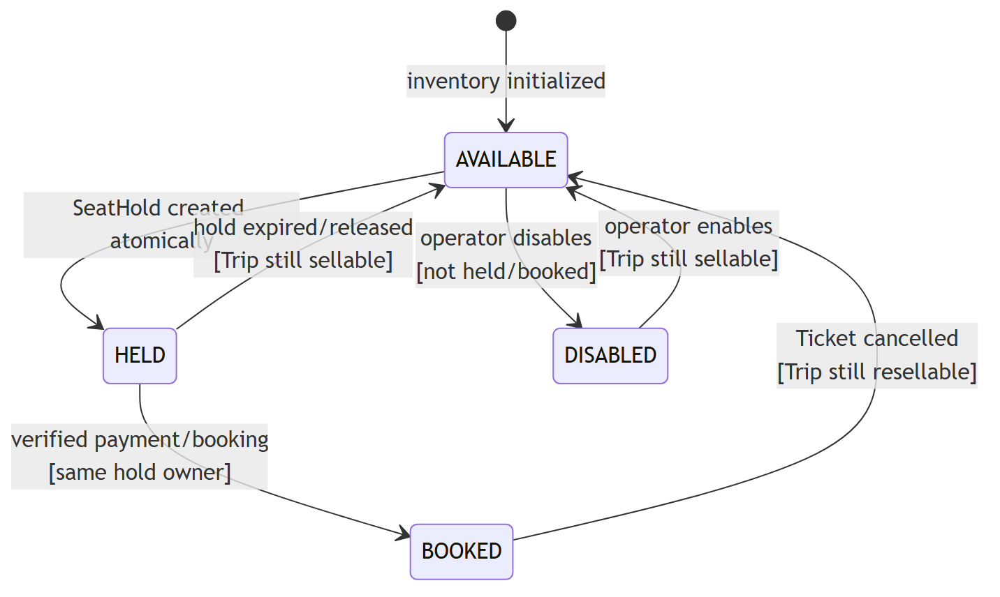 inventory initialized
AVAILABLE
SeatHold created
atomically
hold expired/released
[Trip still sellable]
operator disables
[not held/booked]
operator enables
[Trip still sellable]
HELD
DISABLED
Ticket cancelled
[Trip still resellable]
verified payment/booking
[same hold owner]
BOOKED